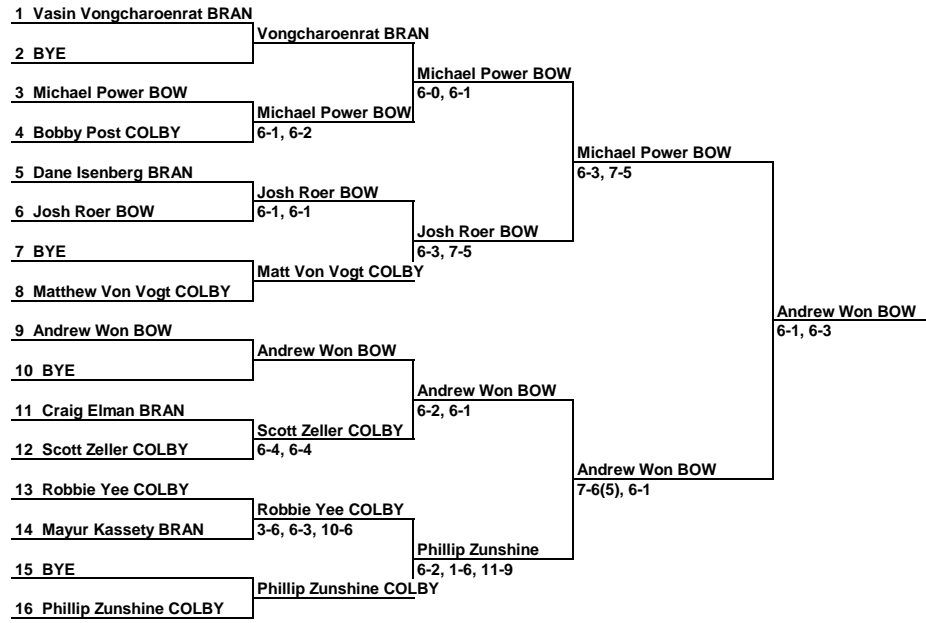 1 Vasin Vongcharoenrat BRAN
Vongcharoenrat BRAN
2 BYE
Michael Power BOW
6-0, 6-1
3 Michael Power BOW
Michael Power BOW
6-1, 6-2
4 Bobby Post COLBY
Michael Power BOW
6-3, 7-5
5 Dane Isenberg BRAN
Josh Roer BOW
6-1, 6-1
6 Josh Roer BOW
Josh Roer BOW
6-3, 7-5
7 BYE
Matt Von Vogt COLBY
8 Matthew Von Vogt COLBY
Andrew Won BOW
6-1, 6-3
9 Andrew Won BOW
Andrew Won BOW
10 BYE
Andrew Won BOW
6-2, 6-1
11 Craig Elman BRAN
Scott Zeller COLBY
6-4, 6-4
12 Scott Zeller COLBY
Andrew Won BOW
7-6(5), 6-1
13 Robbie Yee COLBY
Robbie Yee COLBY
3-6, 6-3, 10-6
14 Mayur Kassety BRAN
Phillip Zunshine
6-2, 1-6, 11-9
15 BYE
Phillip Zunshine COLBY
16 Phillip Zunshine COLBY